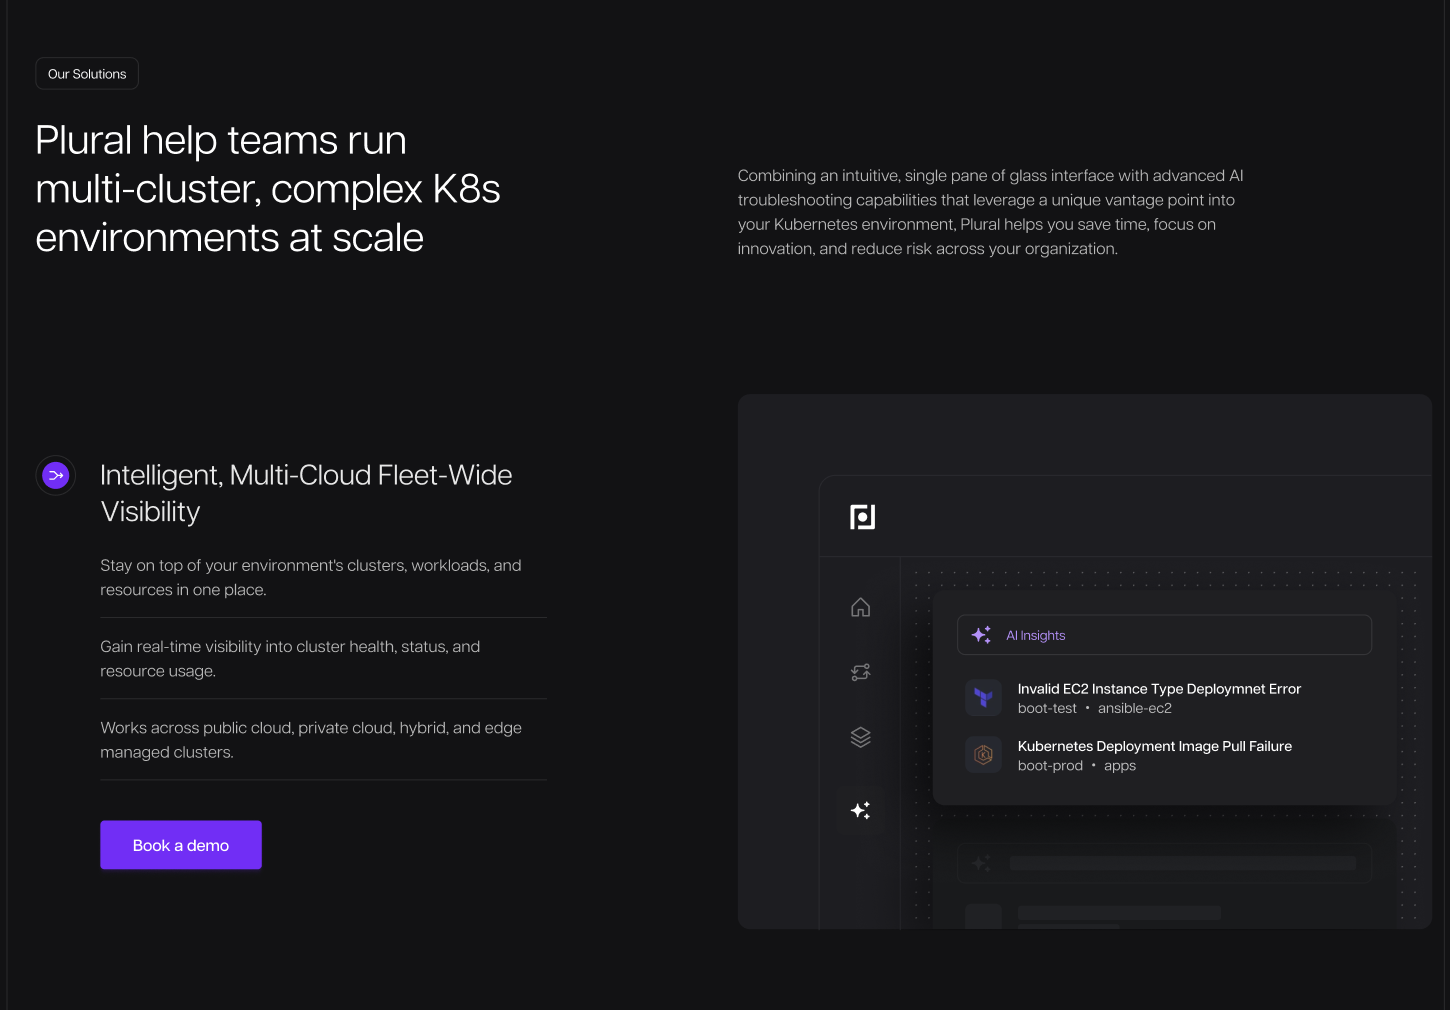 Our Solutions
Plural help teams run
multi-cluster, complex K8s
environments at scale
Combining an intuitive, single pane of glass interface with advanced AI
troubleshooting capabilities that leverage a unique vantage point into
your Kubernetes environment, Plural helps you save time, focus on
innovation, and reduce risk across your organization.
Intelligent, Multi-Cloud Fleet-Wide
Visibility
Stay on top of your environment's clusters, workloads, and
resources in one place.
Gain real-time visibility into cluster health, status, and
resource usage.
Works across public cloud, private cloud, hybrid, and edge
managed clusters.
Book a demo
AI Insights
Invalid EC2 Instance Type Deploymnet Error
boot-test • ansible-ec2
Kubernetes Deployment Image Pull Failure
boot-prod • apps